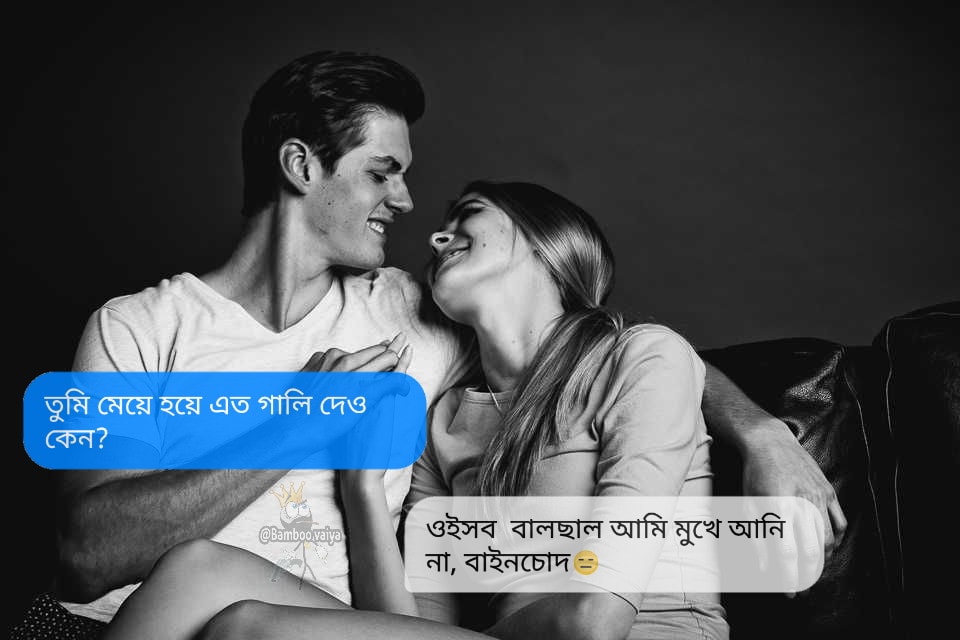 তুমি মেয়ে হয়ে এত গালি দেও
কেন?
@Bamboo.vaiya
ওইসব বালছাল আমি মুখে আনি
না, বাইনচোদ😑